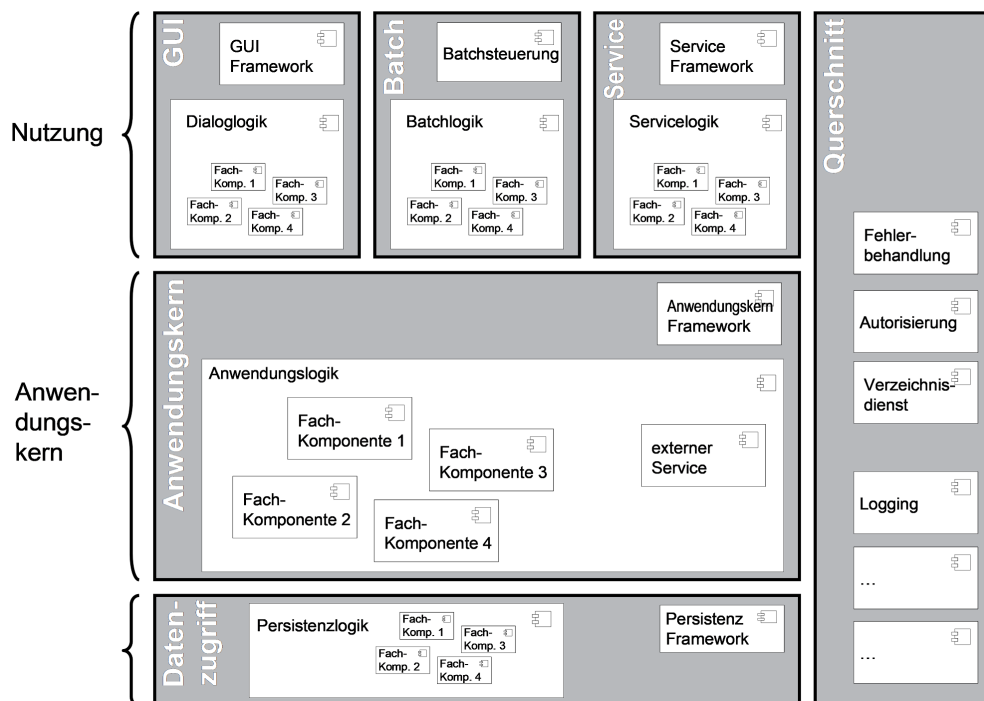 Nutzung
GUI
GUI
Framework
Dialoglogik
Fach-
Komp. 1
Fach-
Komp. 3
Fach-
Komp. 2
Fach-
Komp. 4
Batch
Batchsteuerung
Batchlogik
Fach-
Komp. 1
Fach-
Komp. 3
Fach-
Komp. 2
Fach-
Komp. 4
Service
Service
Framework
Servicelogik
Fach-
Komp. 1
Fach-
Komp. 3
Fach-
Komp. 2
Fach-
Komp. 4
Anwen-
dungs-
kern
Anwendungskern
Anwendungskern
Framework
Anwendungslogik
Fach-
Komponente 1
Fach-
Komponente 3
Fach-
Komponente 2
Fach-
Komponente 4
externer
Service
Daten-
zugriff
Persistenzlogik
Fach-
Komp. 1
Fach-
Komp. 3
Fach-
Komp. 2
Fach-
Komp. 4
Persistenz
Framework
Querschnitt
Fehler-
behandlung
Autorisierung
Verzeichnis-
dienst
Logging
...
...